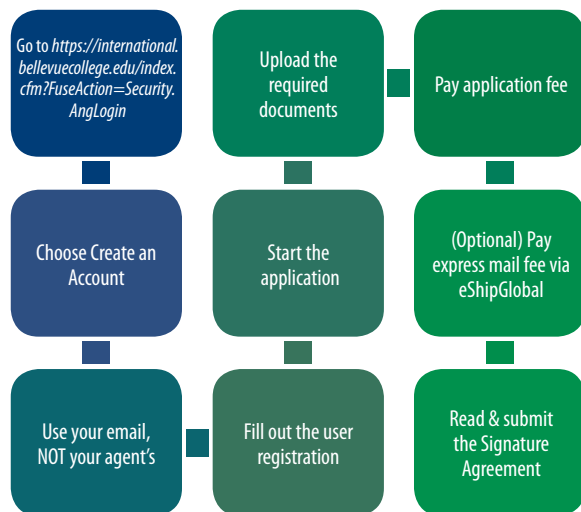 Go to https://international.
bellevuecollege.edu/index.
cfm?FuseAction=Security.
AngLogin
Choose Create an
Account
Use your email,
NOT your agent's
Fill out the user
registration
Start the
application
Upload the
required
documents
Pay application fee
(Optional) Pay
express mail fee via
eShipGlobal
Read & submit
the Signature
Agreement